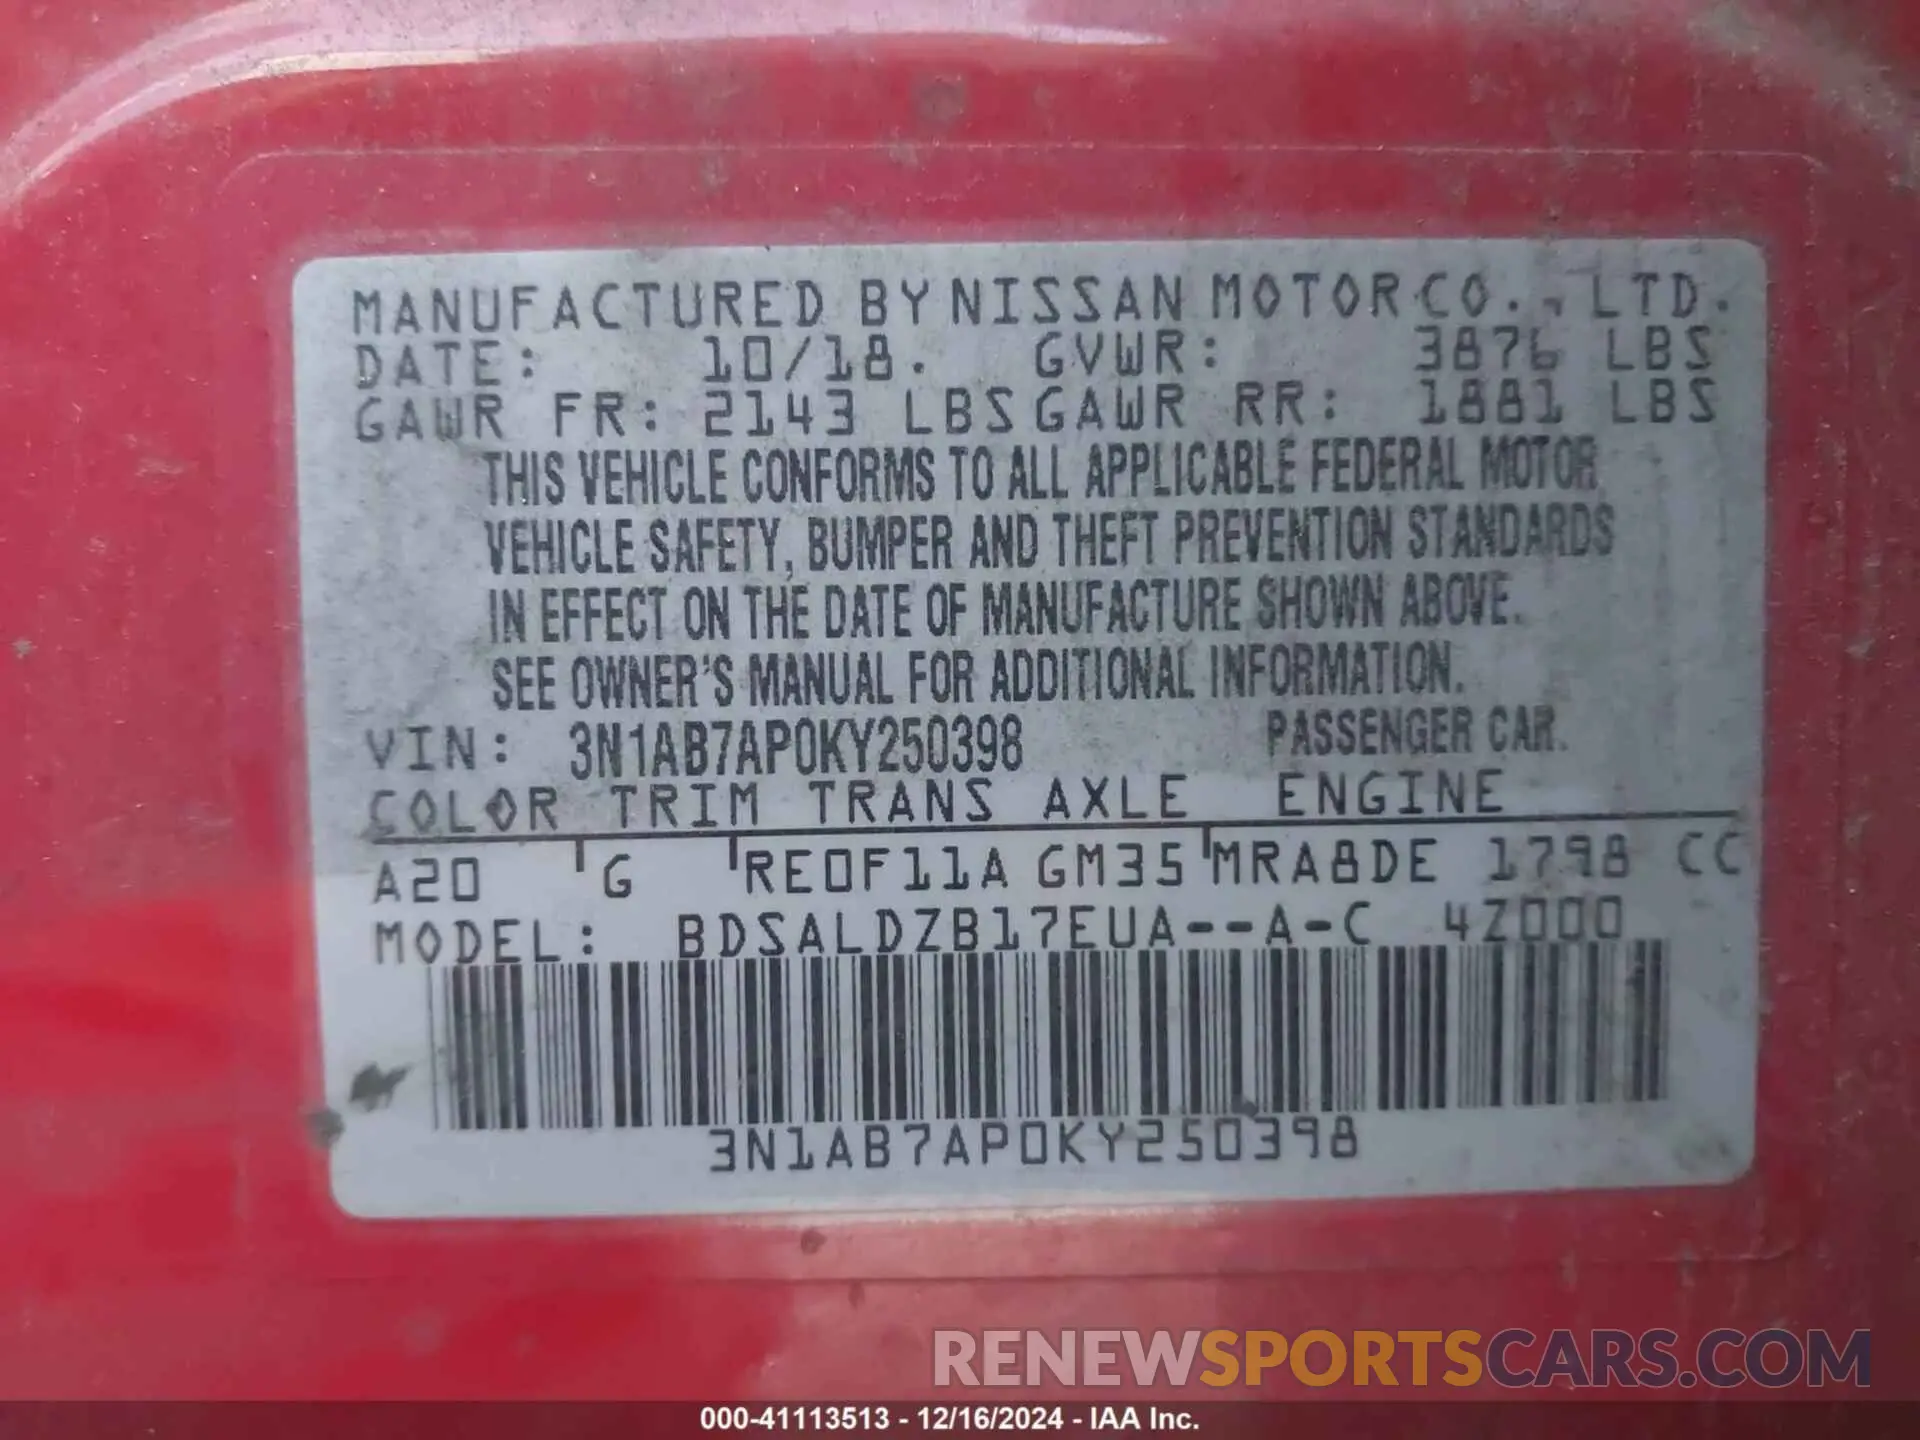 MANUFACTURED BY NISSAN MOTOR CO., LTD.
DATE: 10/18. GVWR: 3876 LBS
GAWR FR: 2143 LBS GAWR RR: 1881 LBS
THIS VEHICLE CONFORMS TO ALL APPLICABLE FEDERAL MOTOR
VEHICLE SAFETY, BUMPER AND THEFT PREVENTION STANDARDS
IN EFFECT ON THE DATE OF MANUFACTURE SHOWN ABOVE.
SEE OWNER'S MANUAL FOR ADDITIONAL INFORMATION.
VIN: 3N1AB7AP0KY250398 PASSENGER CAR.
COLOR TRIM TRANS AXLE ENGINE
A20 G RE0F11A GM35 MRA8DE 1798 CC
MODEL: BDSALDZB17EUA--A-C 4Z000
3N1AB7AP0KY250398
RENEWSPORTSCARS.COM
000-41113513 - 12/16/2024 - IAA Inc.